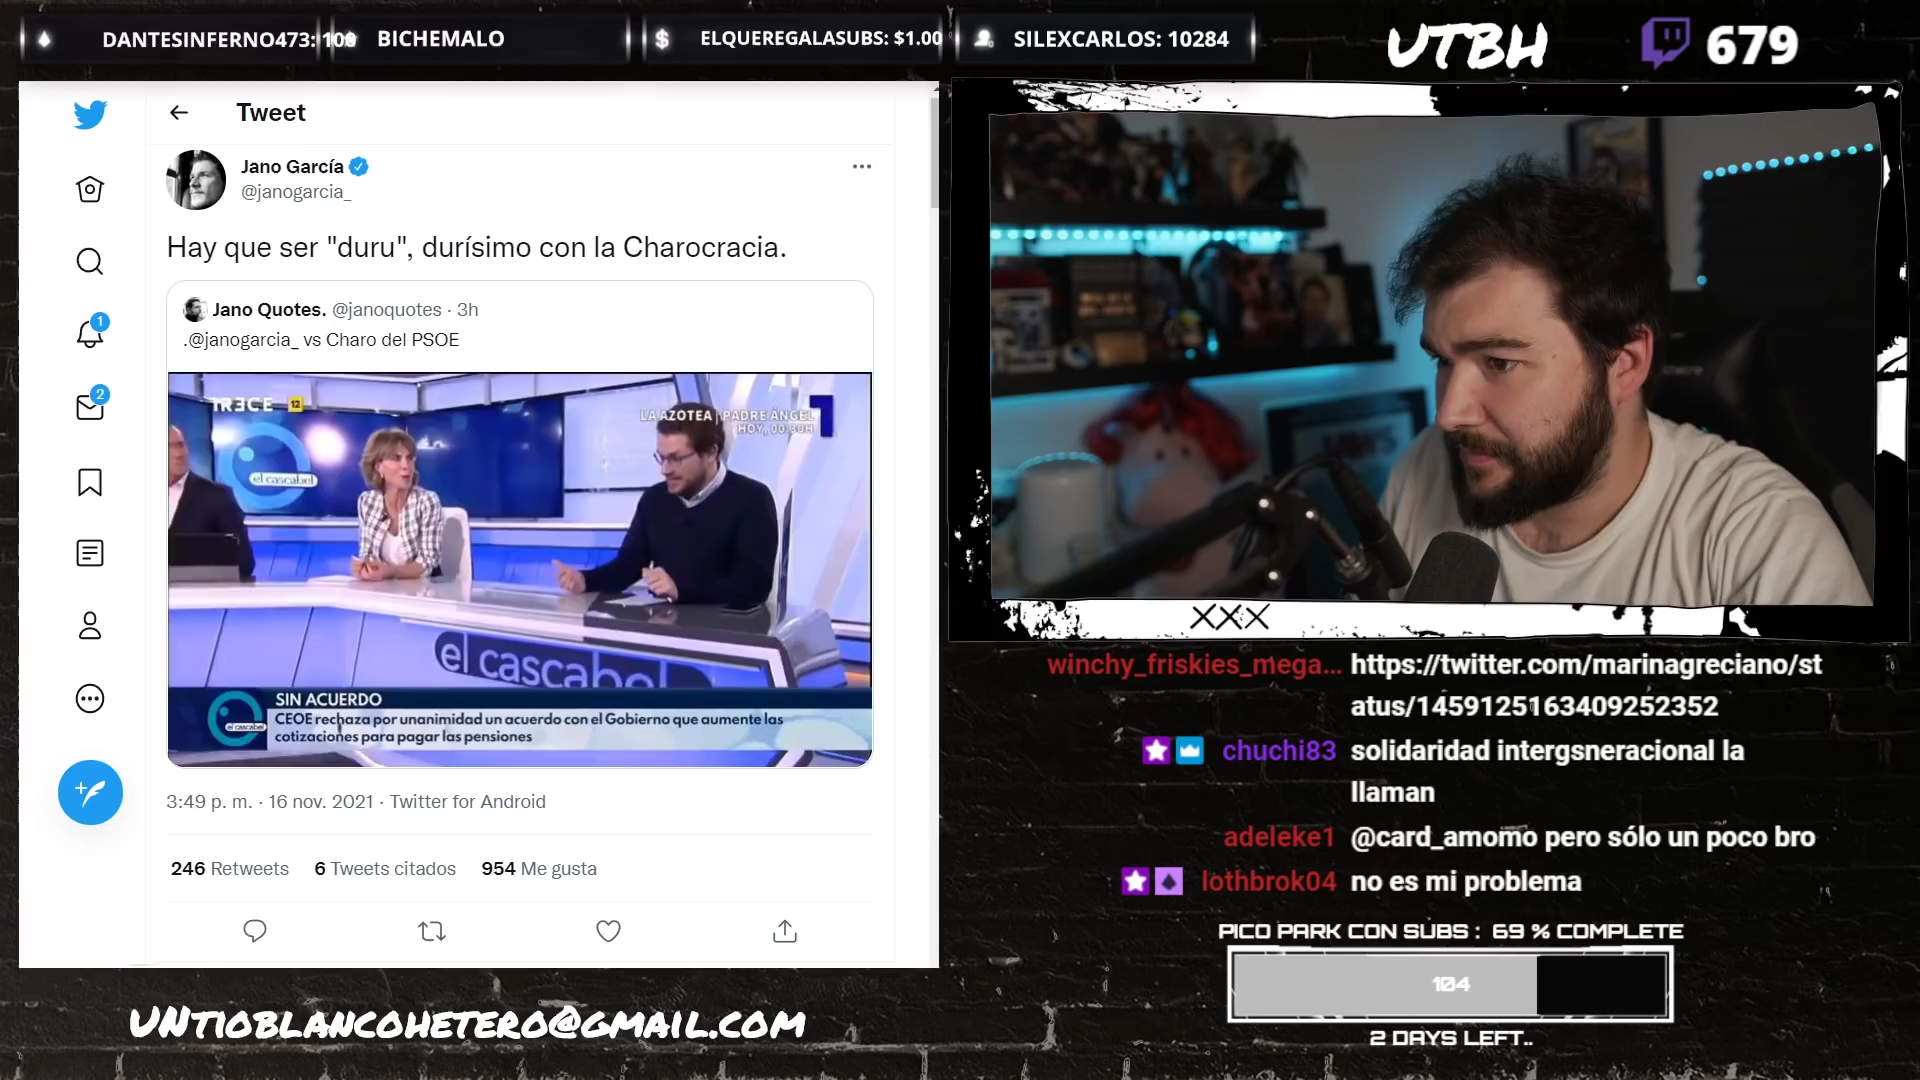 DANTESINFERNO473: 100
BICHEMALO
ELQUEREGALASUBS: $1.00
SILEXCARLOS: 10284
UTBH
679
Tweet
Jano García
@janogarcia_
Hay que ser "duru", durísimo con la Charocracia.
Jano Quotes. @janoquotes · 3h
.@janogarcia_ vs Charo del PSOE
TRECE 12
LA AZOTEA | PADRE ÁNGEL
HOY, 00:30H
el cascabel
el cascabel
SIN ACUERDO
CEOE rechaza por unanimidad un acuerdo con el Gobierno que aumente las
cotizaciones para pagar las pensiones
el cascabel
3:49 p. m. · 16 nov. 2021 · Twitter for Android
246 Retweets 6 Tweets citados 954 Me gusta
1
2
XXX
winchy_friskies_mega... https://twitter.com/marinagreciano/st
atus/1459125163409252352
chuchi83 solidaridad intergsneracional la
llaman
adeleke1 @card_amomo pero sólo un poco bro
lothbrok04 no es mi problema
PICO PARK CON SUBS : 69 % COMPLETE
104
2 DAYS LEFT..
UNTIOBLANCOHETERO@GMAIL.COM